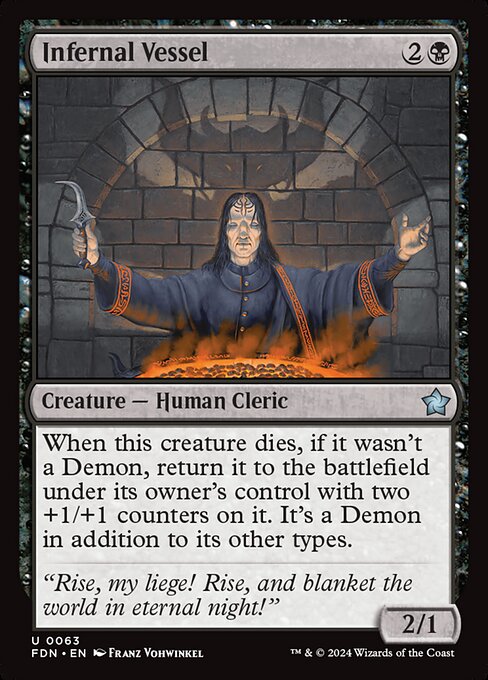 Infernal Vessel 2
Creature — Human Cleric
When this creature dies, if it wasn't
a Demon, return it to the battlefield
under its owner's control with two
+1/+1 counters on it. It's a Demon
in addition to its other types.
“Rise, my liege! Rise, and blanket the
world in eternal night!”
2/1
U 0063
FDN • EN Franz Vohwinkel ™ & © 2024 Wizards of the Coast